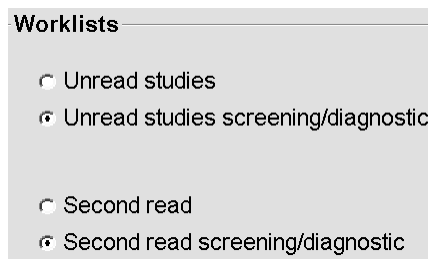 Worklists
Unread studies
Unread studies screening/diagnostic
Second read
Second read screening/diagnostic